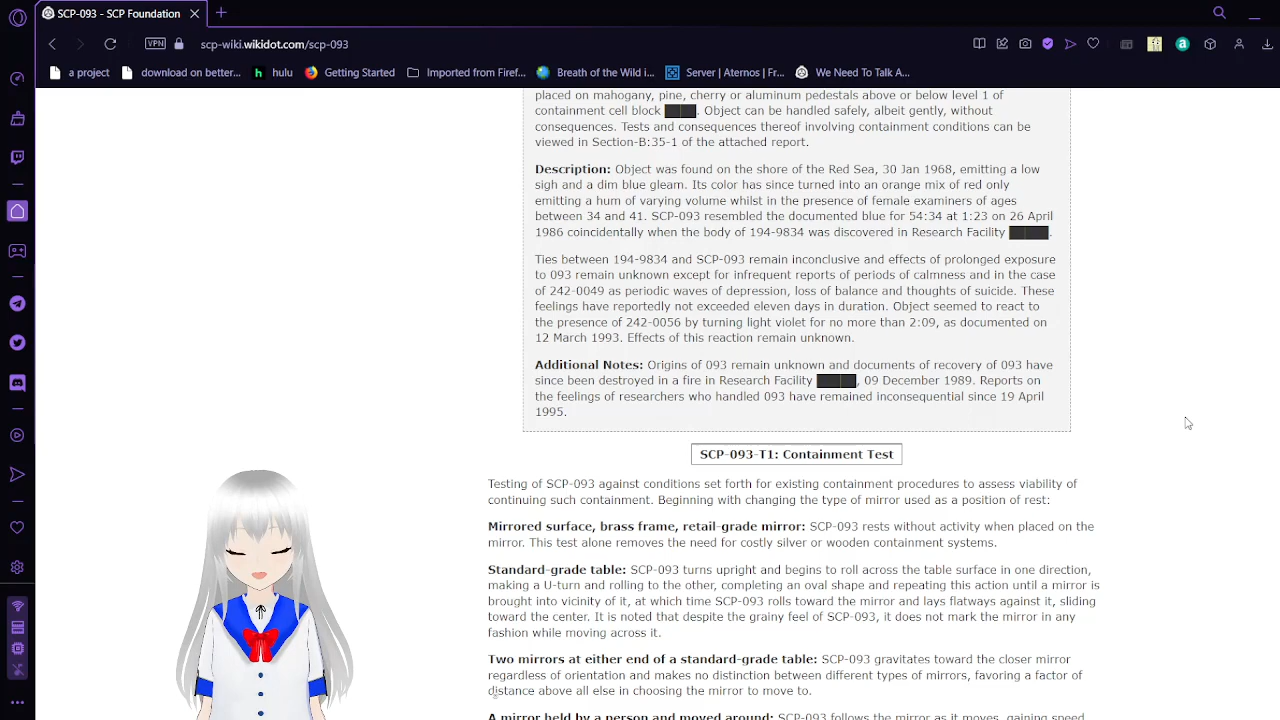 SCP-093 - SCP Foundation
VPN
scp-wiki.wikidot.com/scp-093
a project
download on better...
h
hulu
Getting Started
Imported from Firef...
Breath of the Wild i...
Server | Aternos | Fr...
We Need To Talk A...
placed on mahogany, pine, cherry or aluminum pedestals above or below level 1 of
containment cell block ███. Object can be handled safely, albeit gently, without
consequences. Tests and consequences thereof involving containment conditions can be
viewed in Section-B:35-1 of the attached report.
Description: Object was found on the shore of the Red Sea, 30 Jan 1968, emitting a low
sigh and a dim blue gleam. Its color has since turned into an orange mix of red only
emitting a hum of varying volume whilst in the presence of female examiners of ages
between 34 and 41. SCP-093 resembled the documented blue for 54:34 at 1:23 on 26 April
1986 coincidentally when the body of 194-9834 was discovered in Research Facility ████.
Ties between 194-9834 and SCP-093 remain inconclusive and effects of prolonged exposure
to 093 remain unknown except for infrequent reports of periods of calmness and in the case
of 242-0049 as periodic waves of depression, loss of balance and thoughts of suicide. These
feelings have reportedly not exceeded eleven days in duration. Object seemed to react to
the presence of 242-0056 by turning light violet for no more than 2:09, as documented on
12 March 1993. Effects of this reaction remain unknown.
Additional Notes: Origins of 093 remain unknown and documents of recovery of 093 have
since been destroyed in a fire in Research Facility ████, 09 December 1989. Reports on
the feelings of researchers who handled 093 have remained inconsequential since 19 April
1995.
SCP-093-T1: Containment Test
Testing of SCP-093 against conditions set forth for existing containment procedures to assess viability of
continuing such containment. Beginning with changing the type of mirror used as a position of rest:
Mirrored surface, brass frame, retail-grade mirror: SCP-093 rests without activity when placed on the
mirror. This test alone removes the need for costly silver or wooden containment systems.
Standard-grade table: SCP-093 turns upright and begins to roll across the table surface in one direction,
making a U-turn and rolling to the other, completing an oval shape and repeating this action until a mirror is
brought into vicinity of it, at which time SCP-093 rolls toward the mirror and lays flatways against it, sliding
toward the center. It is noted that despite the grainy feel of SCP-093, it does not mark the mirror in any
fashion while moving across it.
Two mirrors at either end of a standard-grade table: SCP-093 gravitates toward the closer mirror
regardless of orientation and makes no distinction between different types of mirrors, favoring a factor of
distance above all else in choosing the mirror to move to.
A mirror held by a person and moved around: SCP-093 follows the mirror as it moves, gaining speed